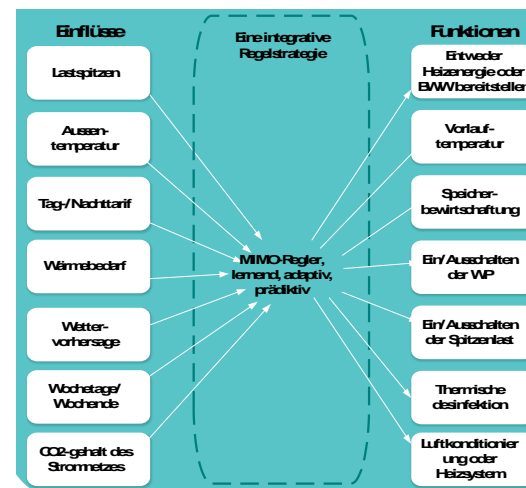 Einflüsse
Lastspitzen
Aussen-
temperatur
Tag-/Nachttarif
Wärmebedarf
Wetter-
vorhersage
Wochetage/
Wochende
CO2-gehalt des
Stromnetzes
Eine integrative
Regelstrategie
MIMO-Regler,
lernend, adaptiv,
prädiktiv
Funktionen
Entweder
Heizenergie oder
BWW bereitstellen
Vorlauf-
temperatur
Speicher-
bewirtschaftung
Ein/Ausschalten
der WP
Ein/Ausschalten
der Spitzenlast
Thermische
desinfektion
Luftkonditionier
ung oder
Heizsystem